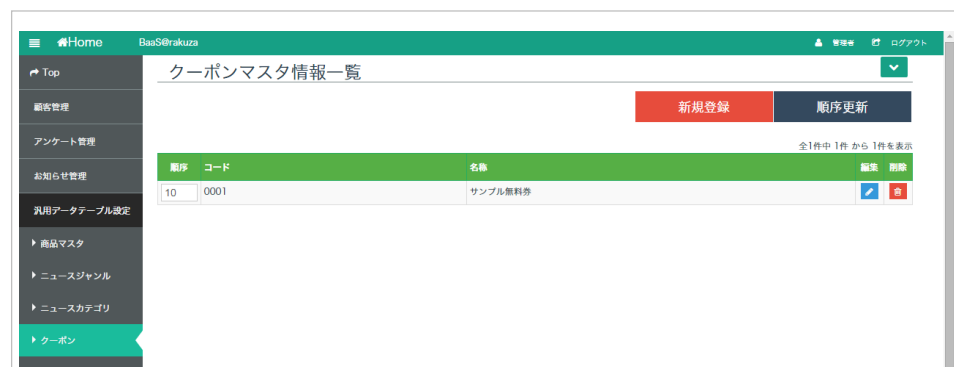 Home BaaS@rakuza 管理者 ログアウト
Top
クーポンマスタ情報一覧
顧客管理
新規登録 順序更新
アンケート管理
全1件中 1件 から 1件を表示
お知らせ管理
順序 コード 名称 編集 削除
10 0001 サンプル無料券
汎用データテーブル設定
商品マスタ
ニュースジャンル
ニュースカテゴリ
クーポン